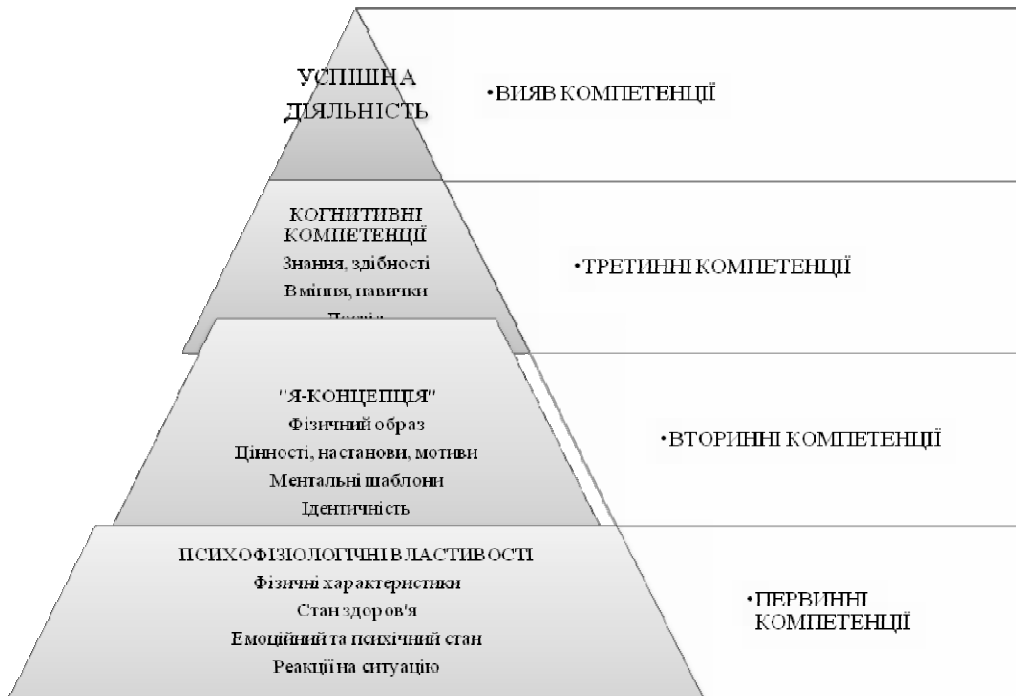 УСПІШНА
ДІЯЛЬНІСТЬ
•ВИЯВ КОМПЕТЕНЦІЇ
КОГНИТИВНІ
КОМПЕТЕНЦІЇ
Знання, здібності
Вміння, навички
•ТРЕТИННІ КОМПЕТЕНЦІЇ
"Я-КОНЦЕПЦІЯ"
Фізичний образ
Цінності, настанови, мотиви
Ментальні шаблони
Ідентичність
•ВТОРИННІ КОМПЕТЕНЦІЇ
ПСИХОФІЗІОЛОГІЧНІ ВЛАСТИВОСТІ
Фізичні характеристики
Стан здоров'я
Емоційний та психічний стан
Реакції на ситуацію
•ПЕРВИННІ
КОМПЕТЕНЦІЇ